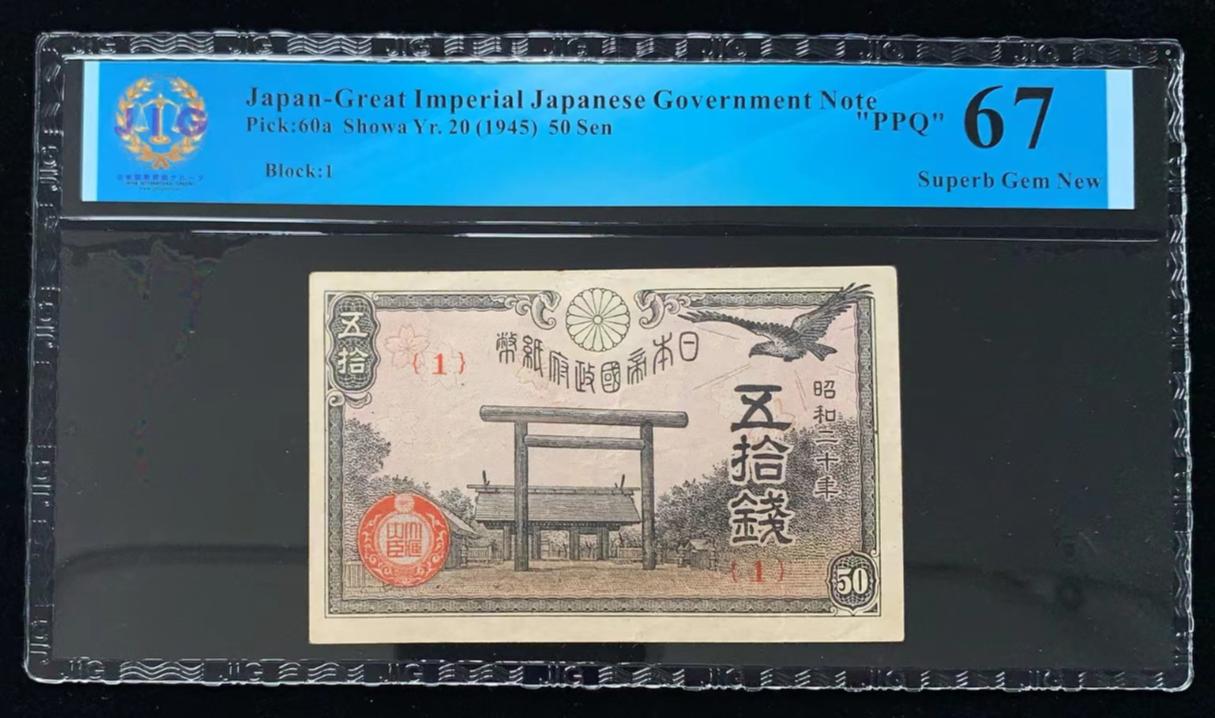 Japan-Great Imperial Japanese Government Note
Pick:60a Showa Yr. 20 (1945) 50 Sen
"PPQ" 67
Block:1
Superb Gem New
JIG
五拾
{1}
日本帝國政府紙幣
昭和二十年
五拾錢
{1}
50